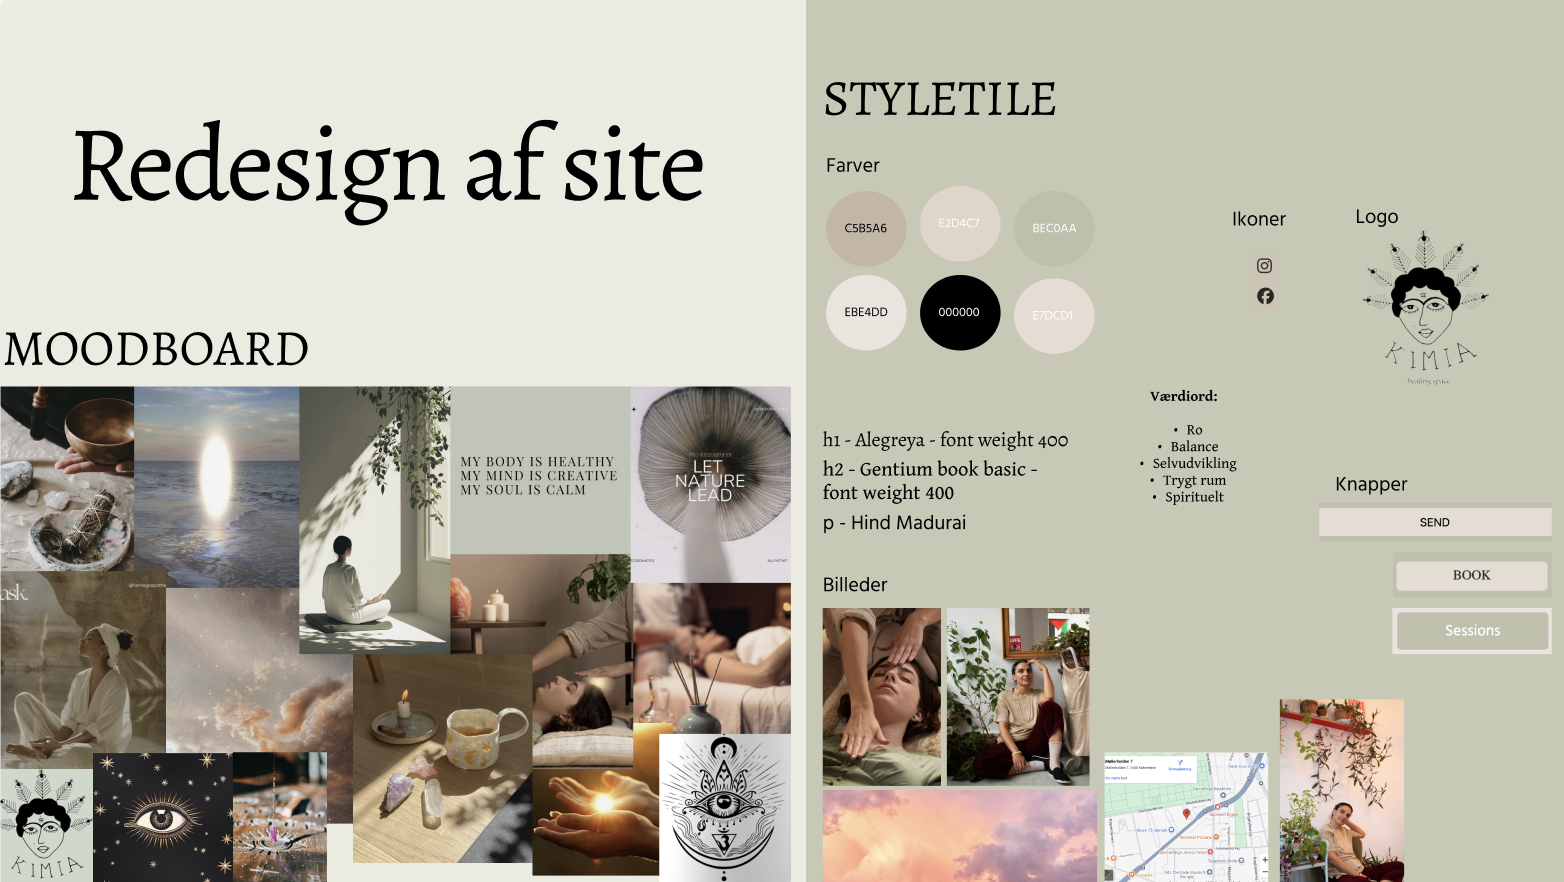 Redesign af site
MOODBOARD
MY BODY IS HEALTHY
MY MIND IS CREATIVE
MY SOUL IS CALM
LET
NATURE
LEAD
ask.
KIMIA
STYLETILE
Farver
C5B5A6
E2D4C7
BEC0AA
EBE4DD
000000
E7DCD1
Ikoner
Logo
KIMIA
healing space
h1 - Alegreya - font weight 400
h2 - Gentium book basic -
font weight 400
p - Hind Madurai
Værdiord:
• Ro
• Balance
• Selvudvikling
• Trygt rum
• Spirituelt
Knapper
SEND
BOOK
Sessions
Billeder
LIFE